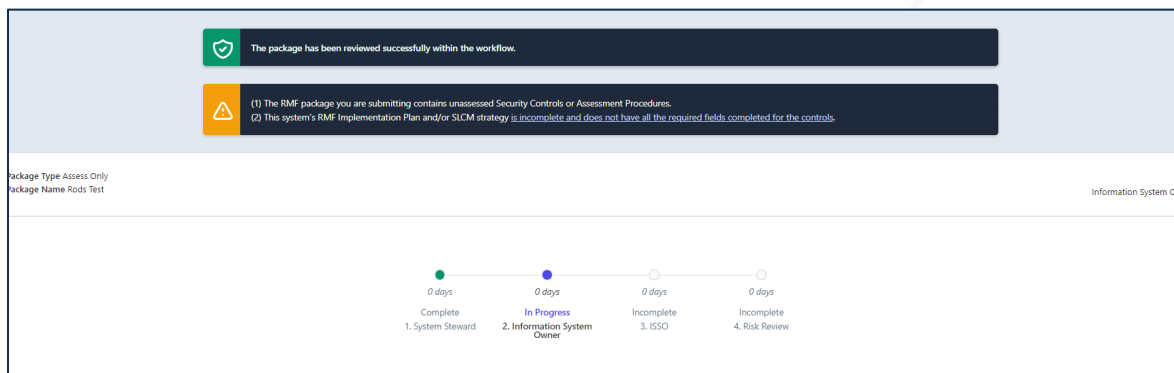 The package has been reviewed successfully within the workflow.
(1) The RMF package you are submitting contains unassessed Security Controls or Assessment Procedures.
(2) This system's RMF Implementation Plan and/or SLCM strategy is incomplete and does not have all the required fields completed for the controls.
Package Type Assess Only
Package Name Rods Test
Information System
0 days
0 days
0 days
0 days
Complete
In Progress
Incomplete
Incomplete
1. System Steward
2. Information System
Owner
3. ISSO
4. Risk Review